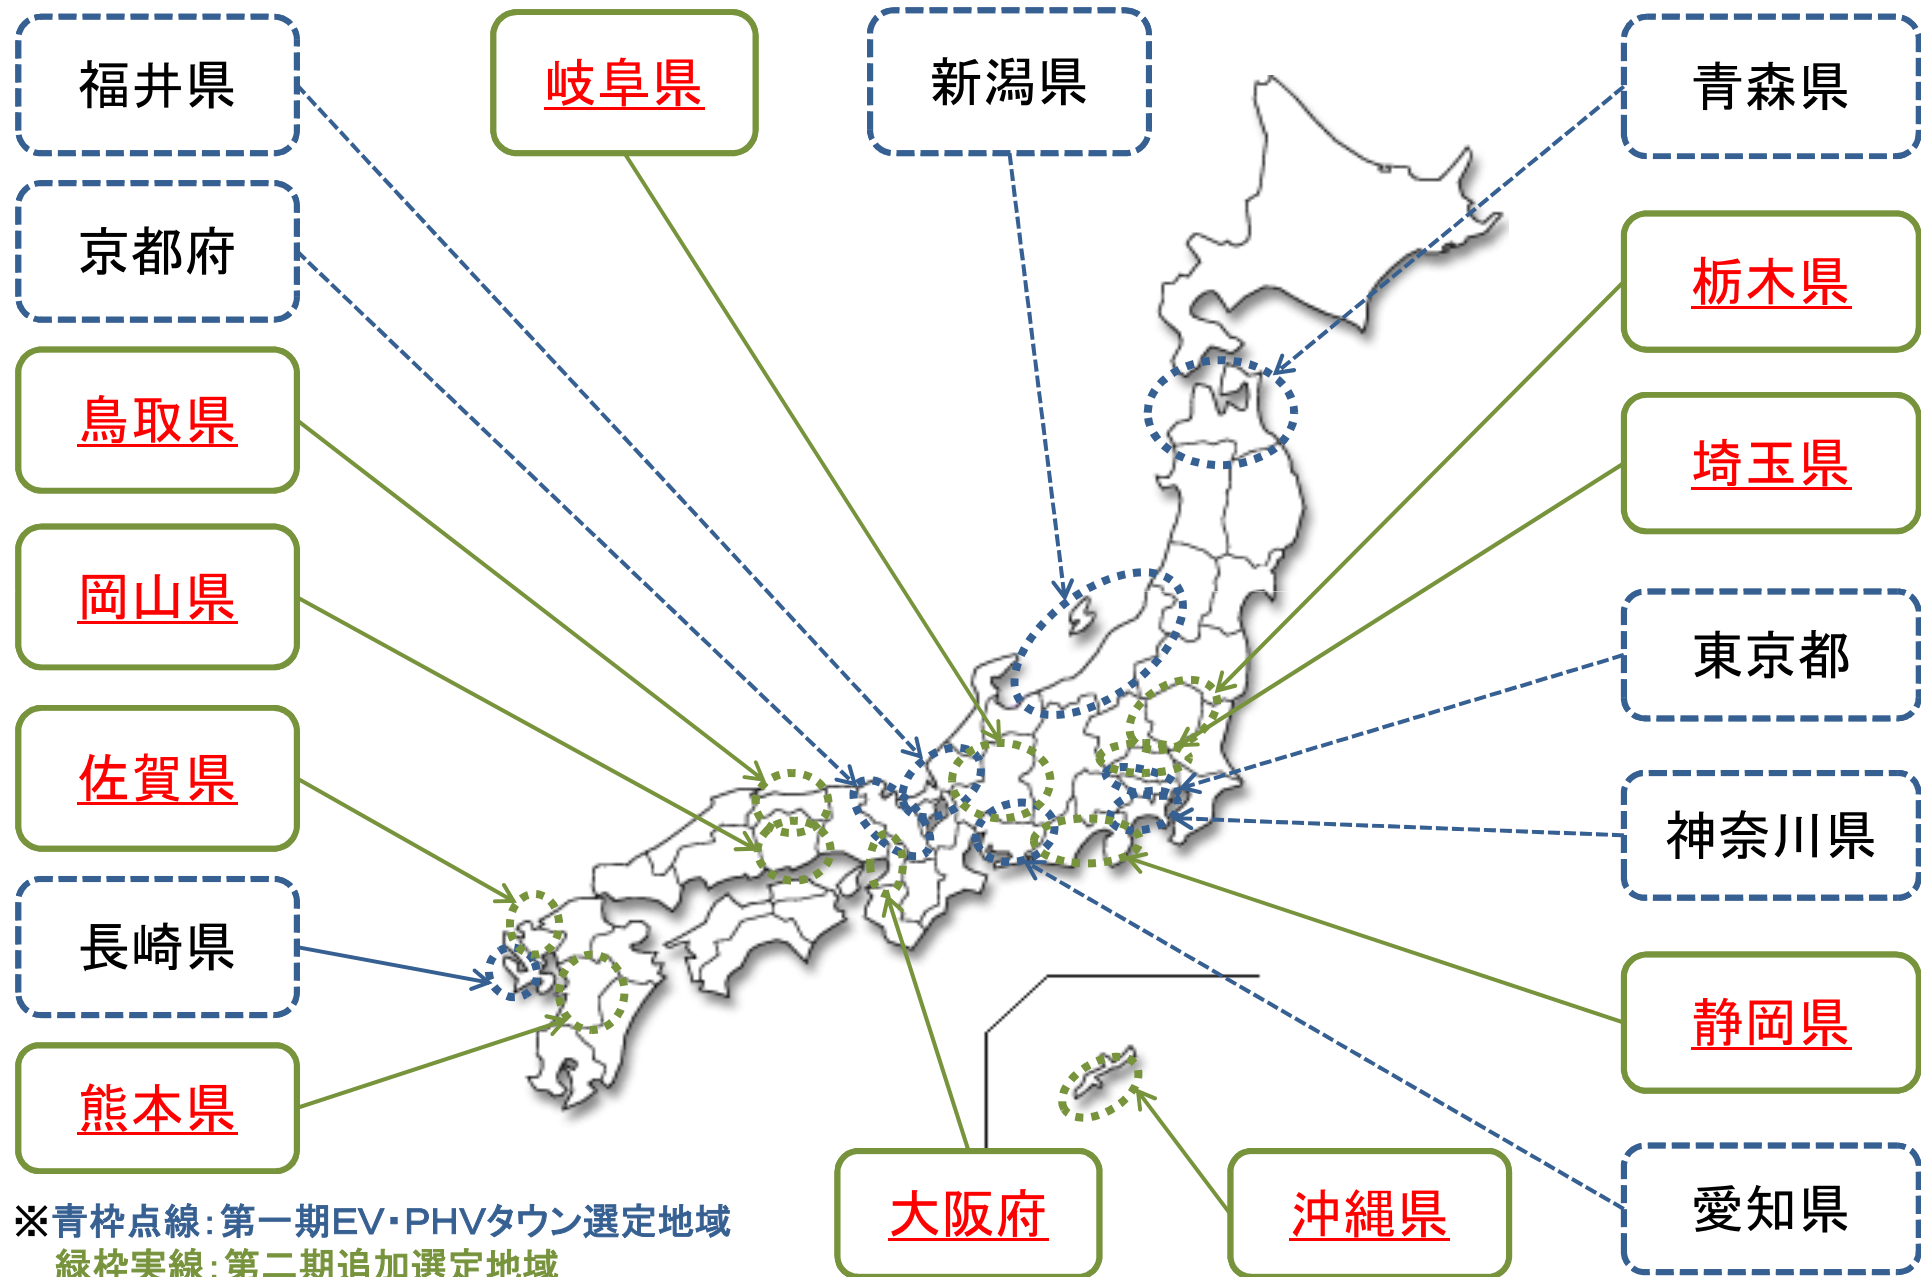 福井県
岐阜県
新潟県
青森県
京都府
栃木県
鳥取県
埼玉県
岡山県
東京都
佐賀県
神奈川県
長崎県
静岡県
熊本県
大阪府
沖縄県
愛知県
※青枠点線:第一期EV・PHVタウン選定地域
緑枠実線:第二期追加選定地域